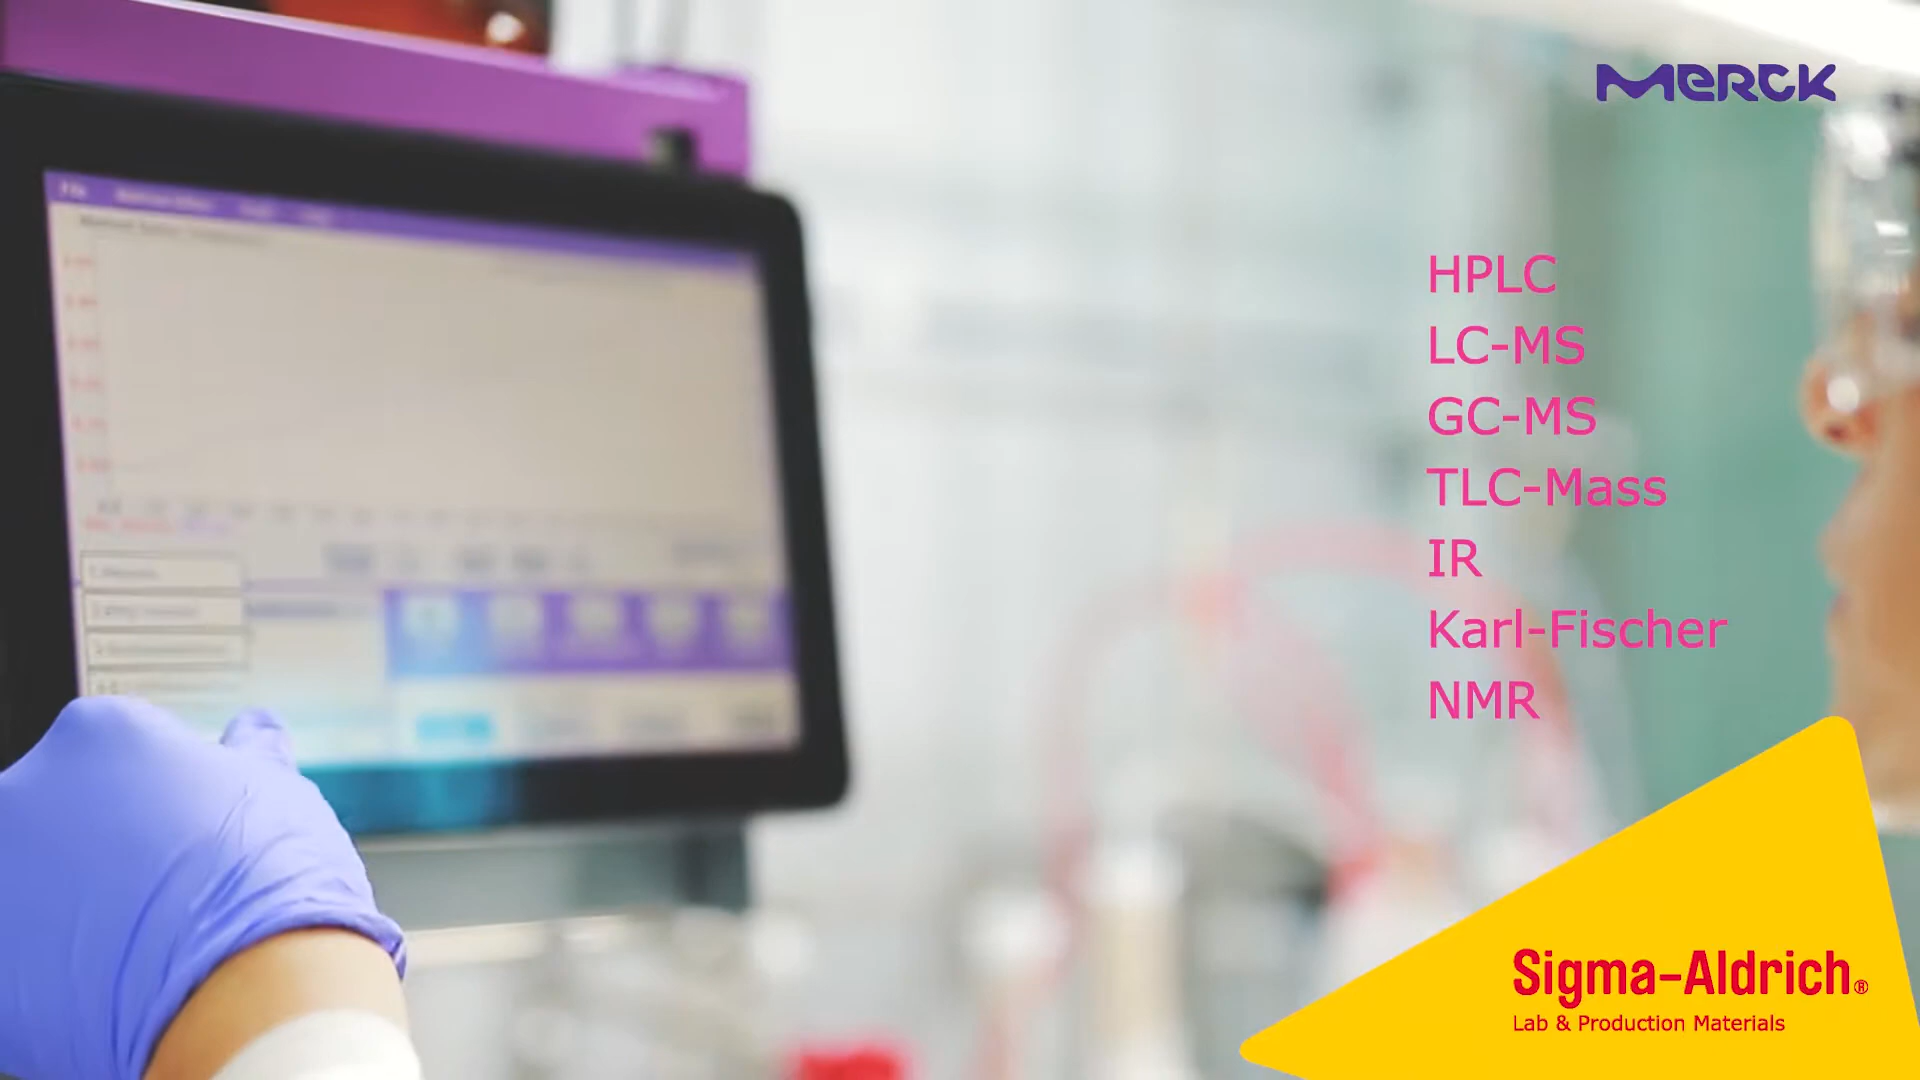 MERCK
HPLC
LC-MS
GC-MS
TLC-Mass
IR
Karl-Fischer
NMR
Sigma-Aldrich®
Lab & Production Materials